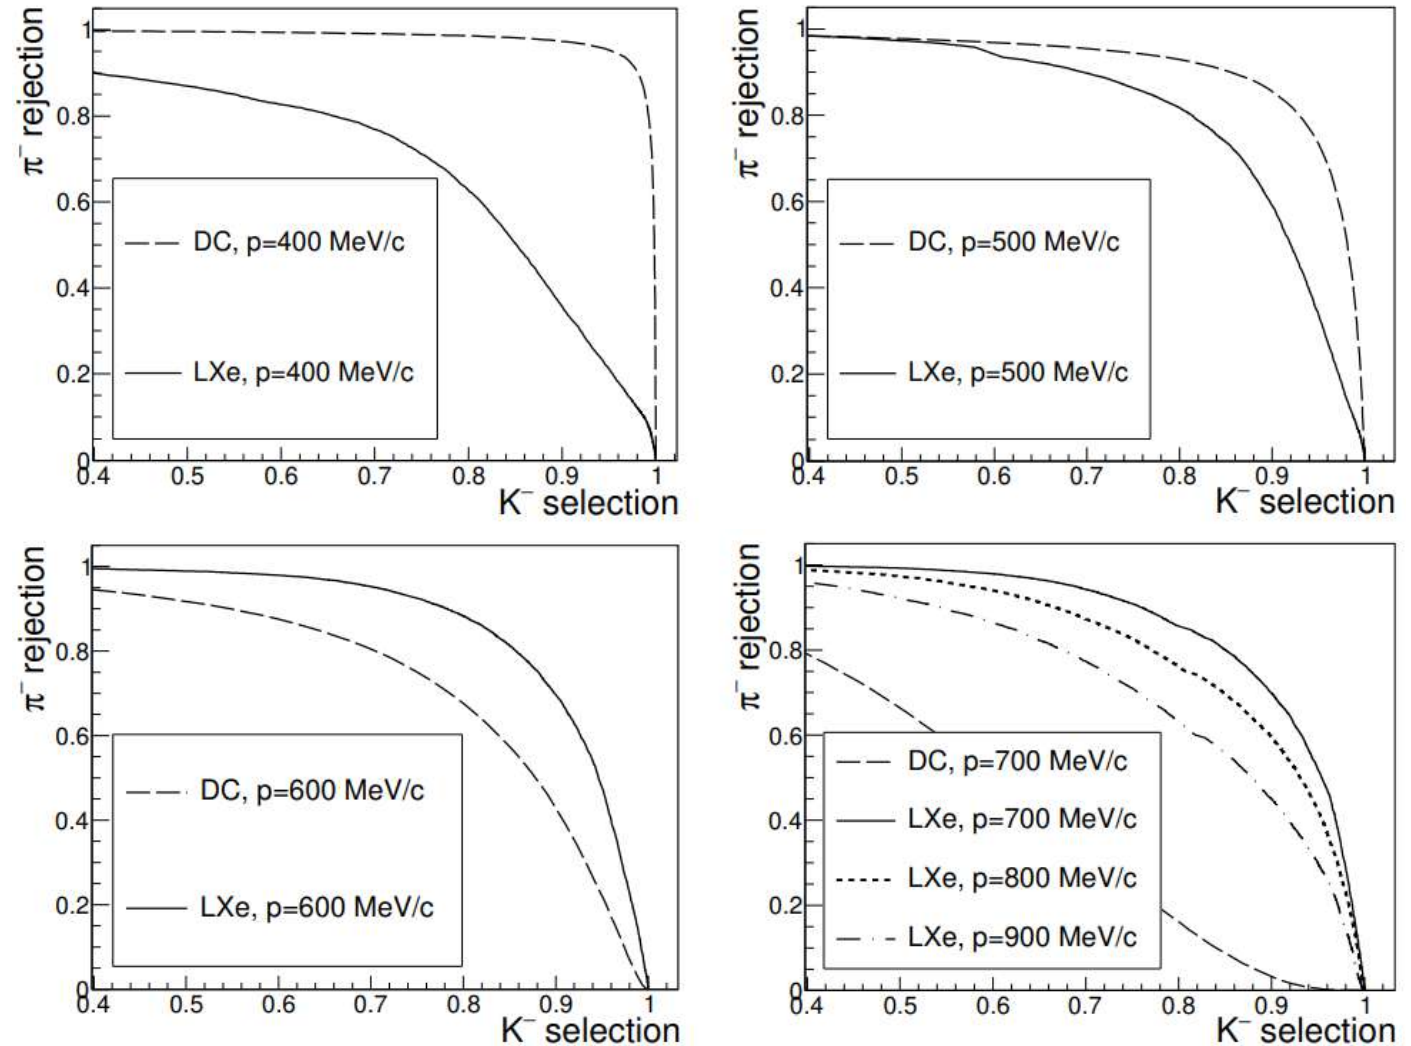 π⁻ rejection
1
0.8
0.6
0.4
0.2
0
DC, p=400 MeV/c
LXe, p=400 MeV/c
0.4 0.5 0.6 0.7 0.8 0.9 1
K⁻ selection
π⁻ rejection
1
0.8
0.6
0.4
0.2
0
DC, p=500 MeV/c
LXe, p=500 MeV/c
0.4 0.5 0.6 0.7 0.8 0.9 1
K⁻ selection
π⁻ rejection
1
0.8
0.6
0.4
0.2
0
DC, p=600 MeV/c
LXe, p=600 MeV/c
0.4 0.5 0.6 0.7 0.8 0.9 1
K⁻ selection
π⁻ rejection
1
0.8
0.6
0.4
0.2
0
DC, p=700 MeV/c
LXe, p=700 MeV/c
LXe, p=800 MeV/c
LXe, p=900 MeV/c
0.4 0.5 0.6 0.7 0.8 0.9 1
K⁻ selection